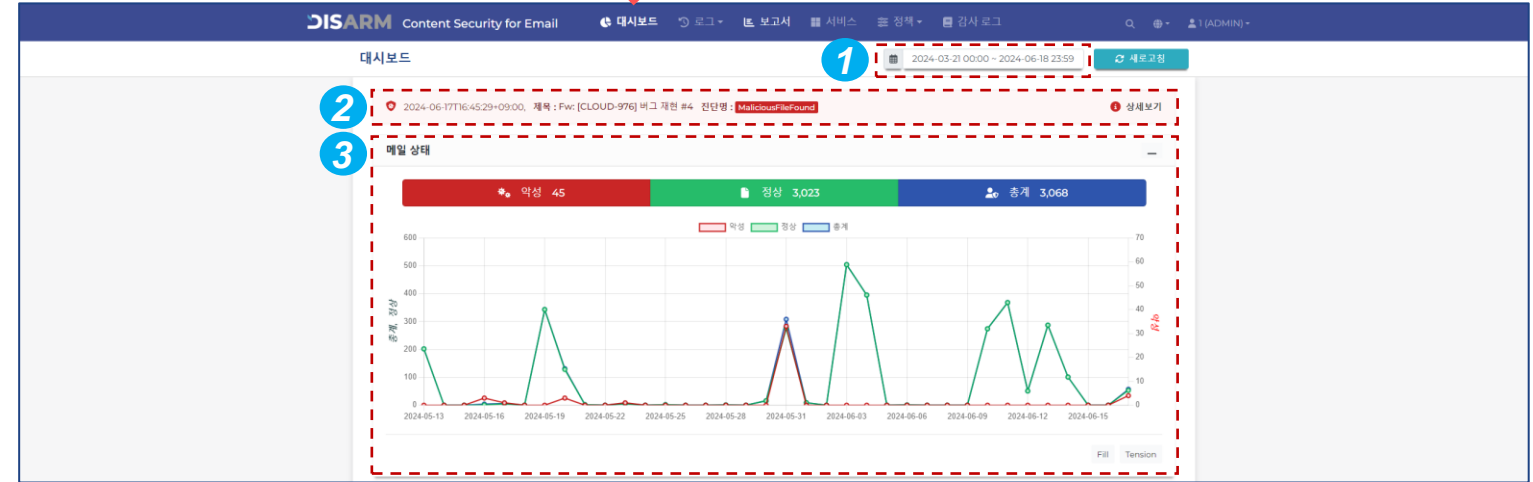 DISARM Content Security for Email 대시보드 로그 보고서 서비스 정책 감사 로그 1 (ADMIN)
대시보드 1 2024-03-21 00:00 ~ 2024-06-18 23:59 새로고침
2 2024-06-17T16:45:29+09:00, 제목 : Fw: [CLOUD-976] 버그 재현 #4 진단명 : MaliciousFileFound 상세보기
3 메일 상태
악성 45 정상 3,023 총계 3,068
악성 정상 총계
600 70
60
500
50
400
40
300
30
200
20
100
10
0 0
총계, 정상
악성
2024-05-13 2024-05-16 2024-05-19 2024-05-22 2024-05-25 2024-05-28 2024-05-31 2024-06-03 2024-06-06 2024-06-09 2024-06-12 2024-06-15
Fill Tension